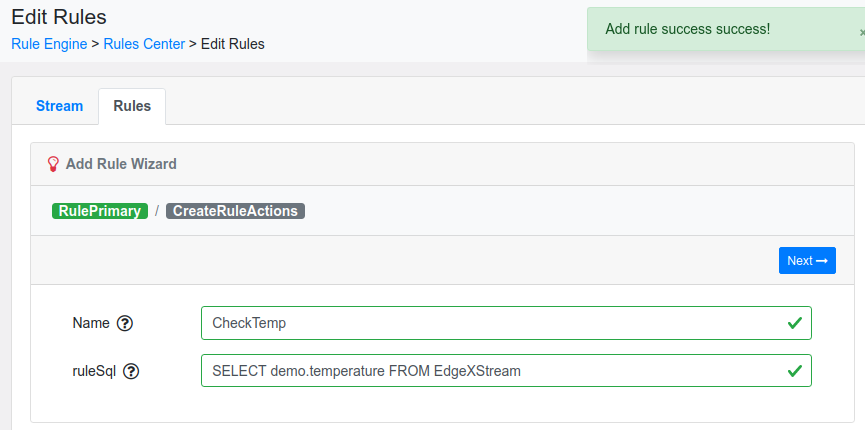 Edit Rules
Rule Engine > Rules Center > Edit Rules
Add rule success success! ×
Stream Rules
Add Rule Wizard
RulePrimary / CreateRuleActions
Next →
Name ?
CheckTemp
ruleSql ?
SELECT demo.temperature FROM EdgeXStream